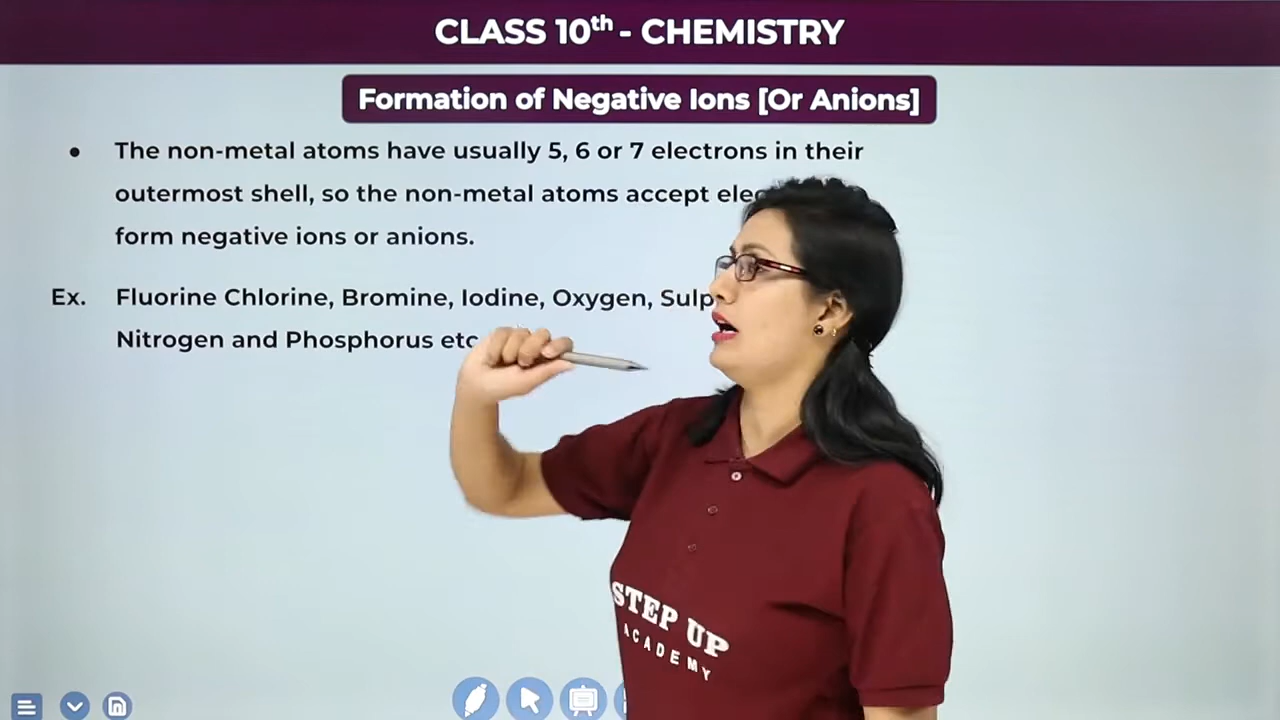 CLASS 10th - CHEMISTRY
Formation of Negative Ions [Or Anions]
• The non-metal atoms have usually 5, 6 or 7 electrons in their
outermost shell, so the non-metal atoms accept
form negative ions or anions.
Ex. Fluorine Chlorine, Bromine, Iodine, Oxygen,
Nitrogen and Phosphorus etc
STEP UP
ACADEMY